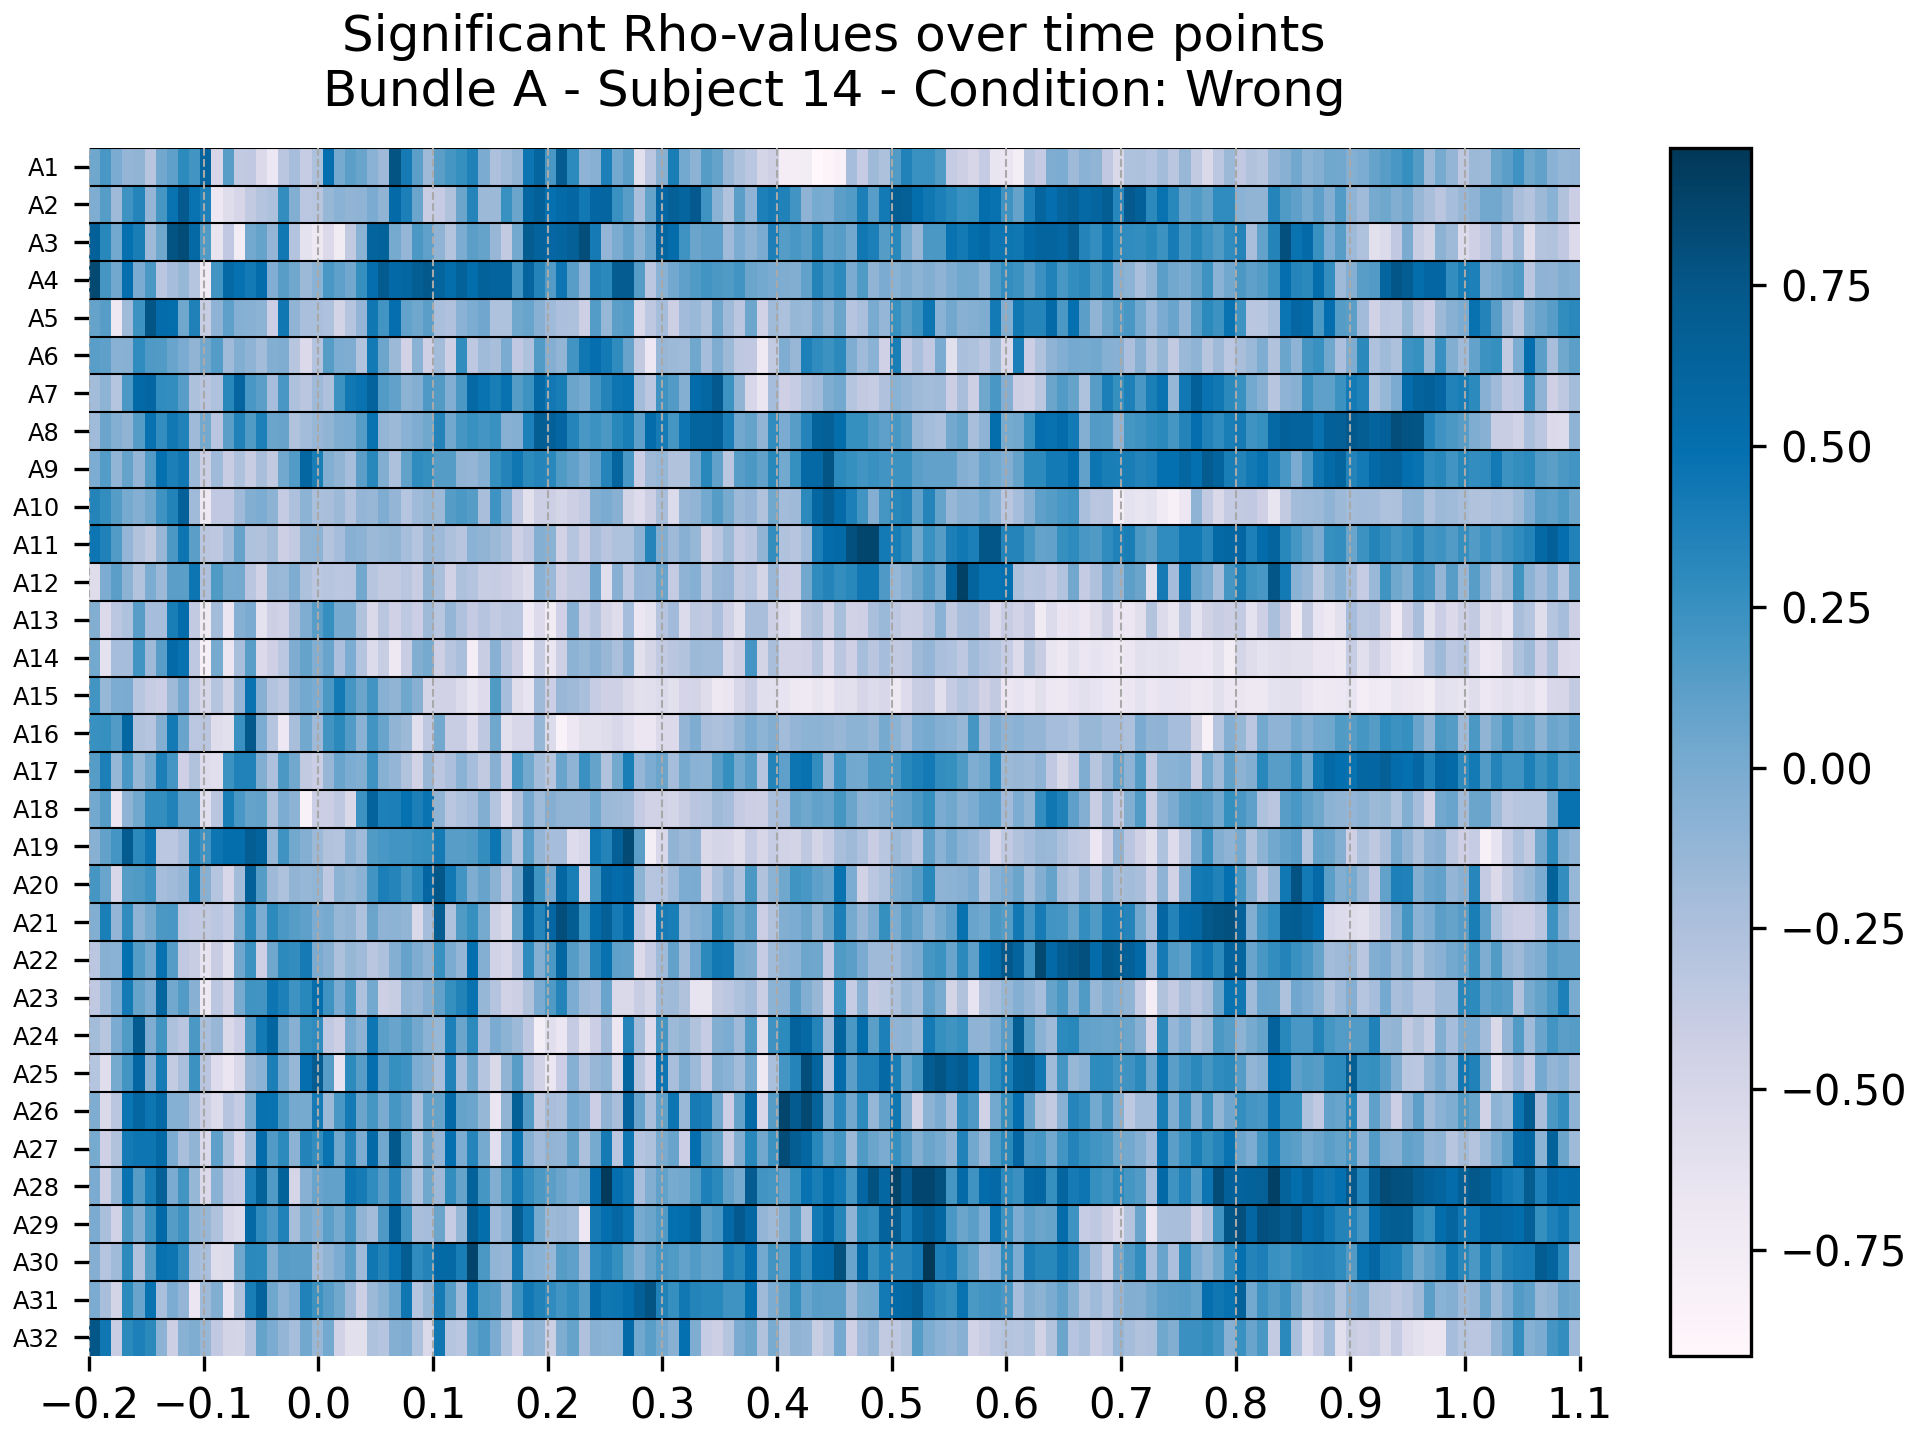 Significant Rho-values over time points
Bundle A - Subject 14 - Condition: Wrong
A1
A2
A3
A4
A5
A6
A7
A8
A9
A10
A11
A12
A13
A14
A15
A16
A17
A18
A19
A20
A21
A22
A23
A24
A25
A26
A27
A28
A29
A30
A31
A32
−0.2 −0.1 0.0 0.1 0.2 0.3 0.4 0.5 0.6 0.7 0.8 0.9 1.0 1.1
0.75
0.50
0.25
0.00
−0.25
−0.50
−0.75